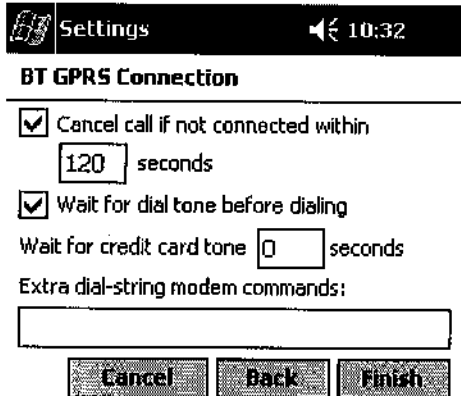 Settings 10:32
BT GPRS Connection
Cancel call if not connected within
120 seconds
Wait for dial tone before dialing
Wait for credit card tone 0 seconds
Extra dial-string modem commands:
Cancel Back Finish